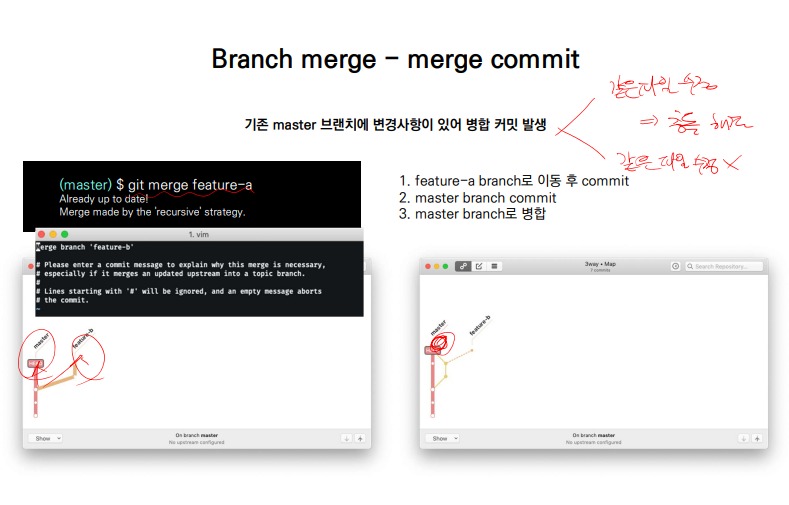 Branch merge – merge commit
기존 master 브랜치에 변경사항이 있어 병합 커밋 발생
같은 파일 수정
⇒ 충돌 해결
같은 파일 수정 X
(master) $ git merge feature-a
Already up to date!
Merge made by the 'recursive' strategy.
1. feature-a branch로 이동 후 commit
2. master branch commit
3. master branch로 병합
1. vim
Merge branch 'feature-b'
# Please enter a commit message to explain why this merge is necessary,
# especially if it merges an updated upstream into a topic branch.
#
# Lines starting with '#' will be ignored, and an empty message aborts
# the commit.
~
master
feature-b
Show
On branch master
No upstream configured
3way • Map
7 commits
Search Repository...
master
feature-b
Show
On branch master
No upstream configured